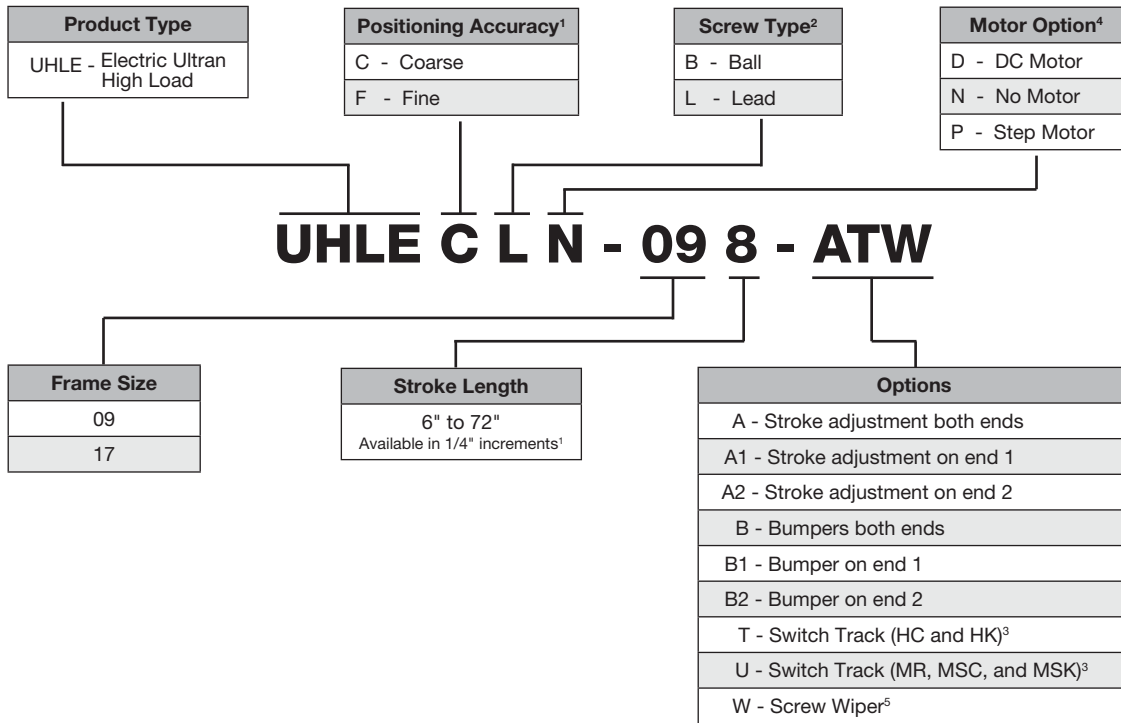 Product Type
UHLE - Electric Ultran
High Load
Positioning Accuracy¹
C - Coarse
F - Fine
Screw Type²
B - Ball
L - Lead
Motor Option⁴
D - DC Motor
N - No Motor
P - Step Motor
UHLE C L N - 09 8 - ATW
Frame Size
09
17
Stroke Length
6" to 72"
Available in 1/4" increments¹
Options
A - Stroke adjustment both ends
A1 - Stroke adjustment on end 1
A2 - Stroke adjustment on end 2
B - Bumpers both ends
B1 - Bumper on end 1
B2 - Bumper on end 2
T - Switch Track (HC and HK)³
U - Switch Track (MR, MSC, and MSK)³
W - Screw Wiper⁵